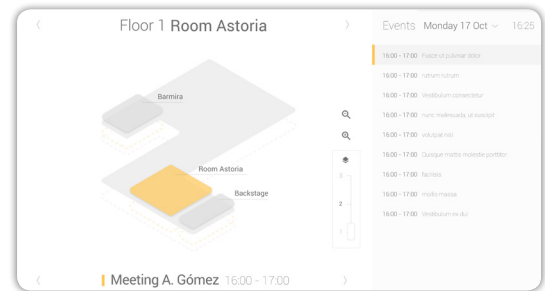 Floor 1 Room Astoria
Barmira
Room Astoria
Backstage
3
2
1
Meeting A. Gómez 16:00 - 17:00
Events Monday 17 Oct 16:25
16:00 - 17:00 Fusce ut pulvinar dolor
16:00 - 17:00 rutrum rutrum
16:00 - 17:00 Vestibulum consectetur
16:00 - 17:00 nunc malesuada, ut suscipit
16:00 - 17:00 volutpat nisl
16:00 - 17:00 Quisque mattis molestie porttitor
16:00 - 17:00 facilisis
16:00 - 17:00 mollis massa
16:00 - 17:00 Vestibulum ex dui